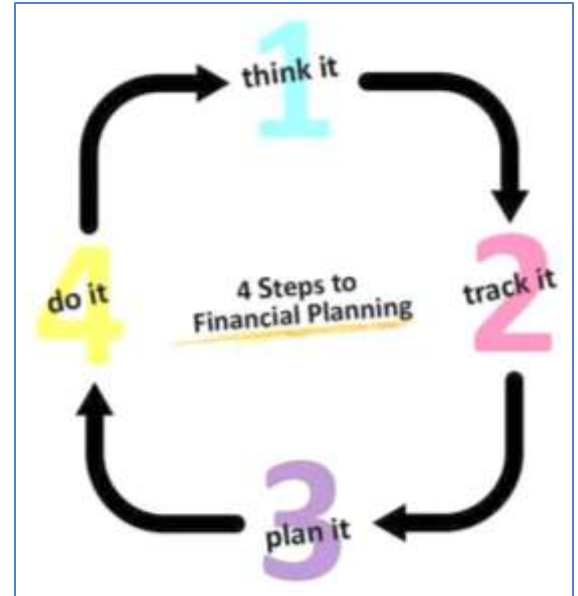 1
think it
2
track it
3
plan it
4
do it
4 Steps to
Financial Planning